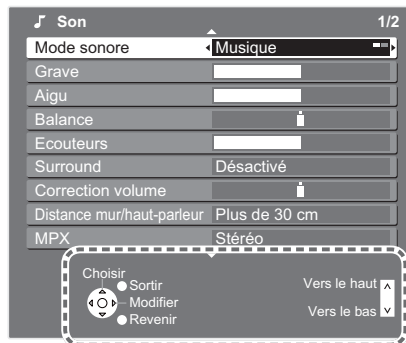 Son 1/2
Mode sonore Musique
Grave
Aigu
Balance
Ecouteurs
Surround Désactivé
Correction volume
Distance mur/haut-parleur Plus de 30 cm
MPX Stéréo
Choisir
Sortir
Modifier
Revenir
Vers le haut
Vers le bas